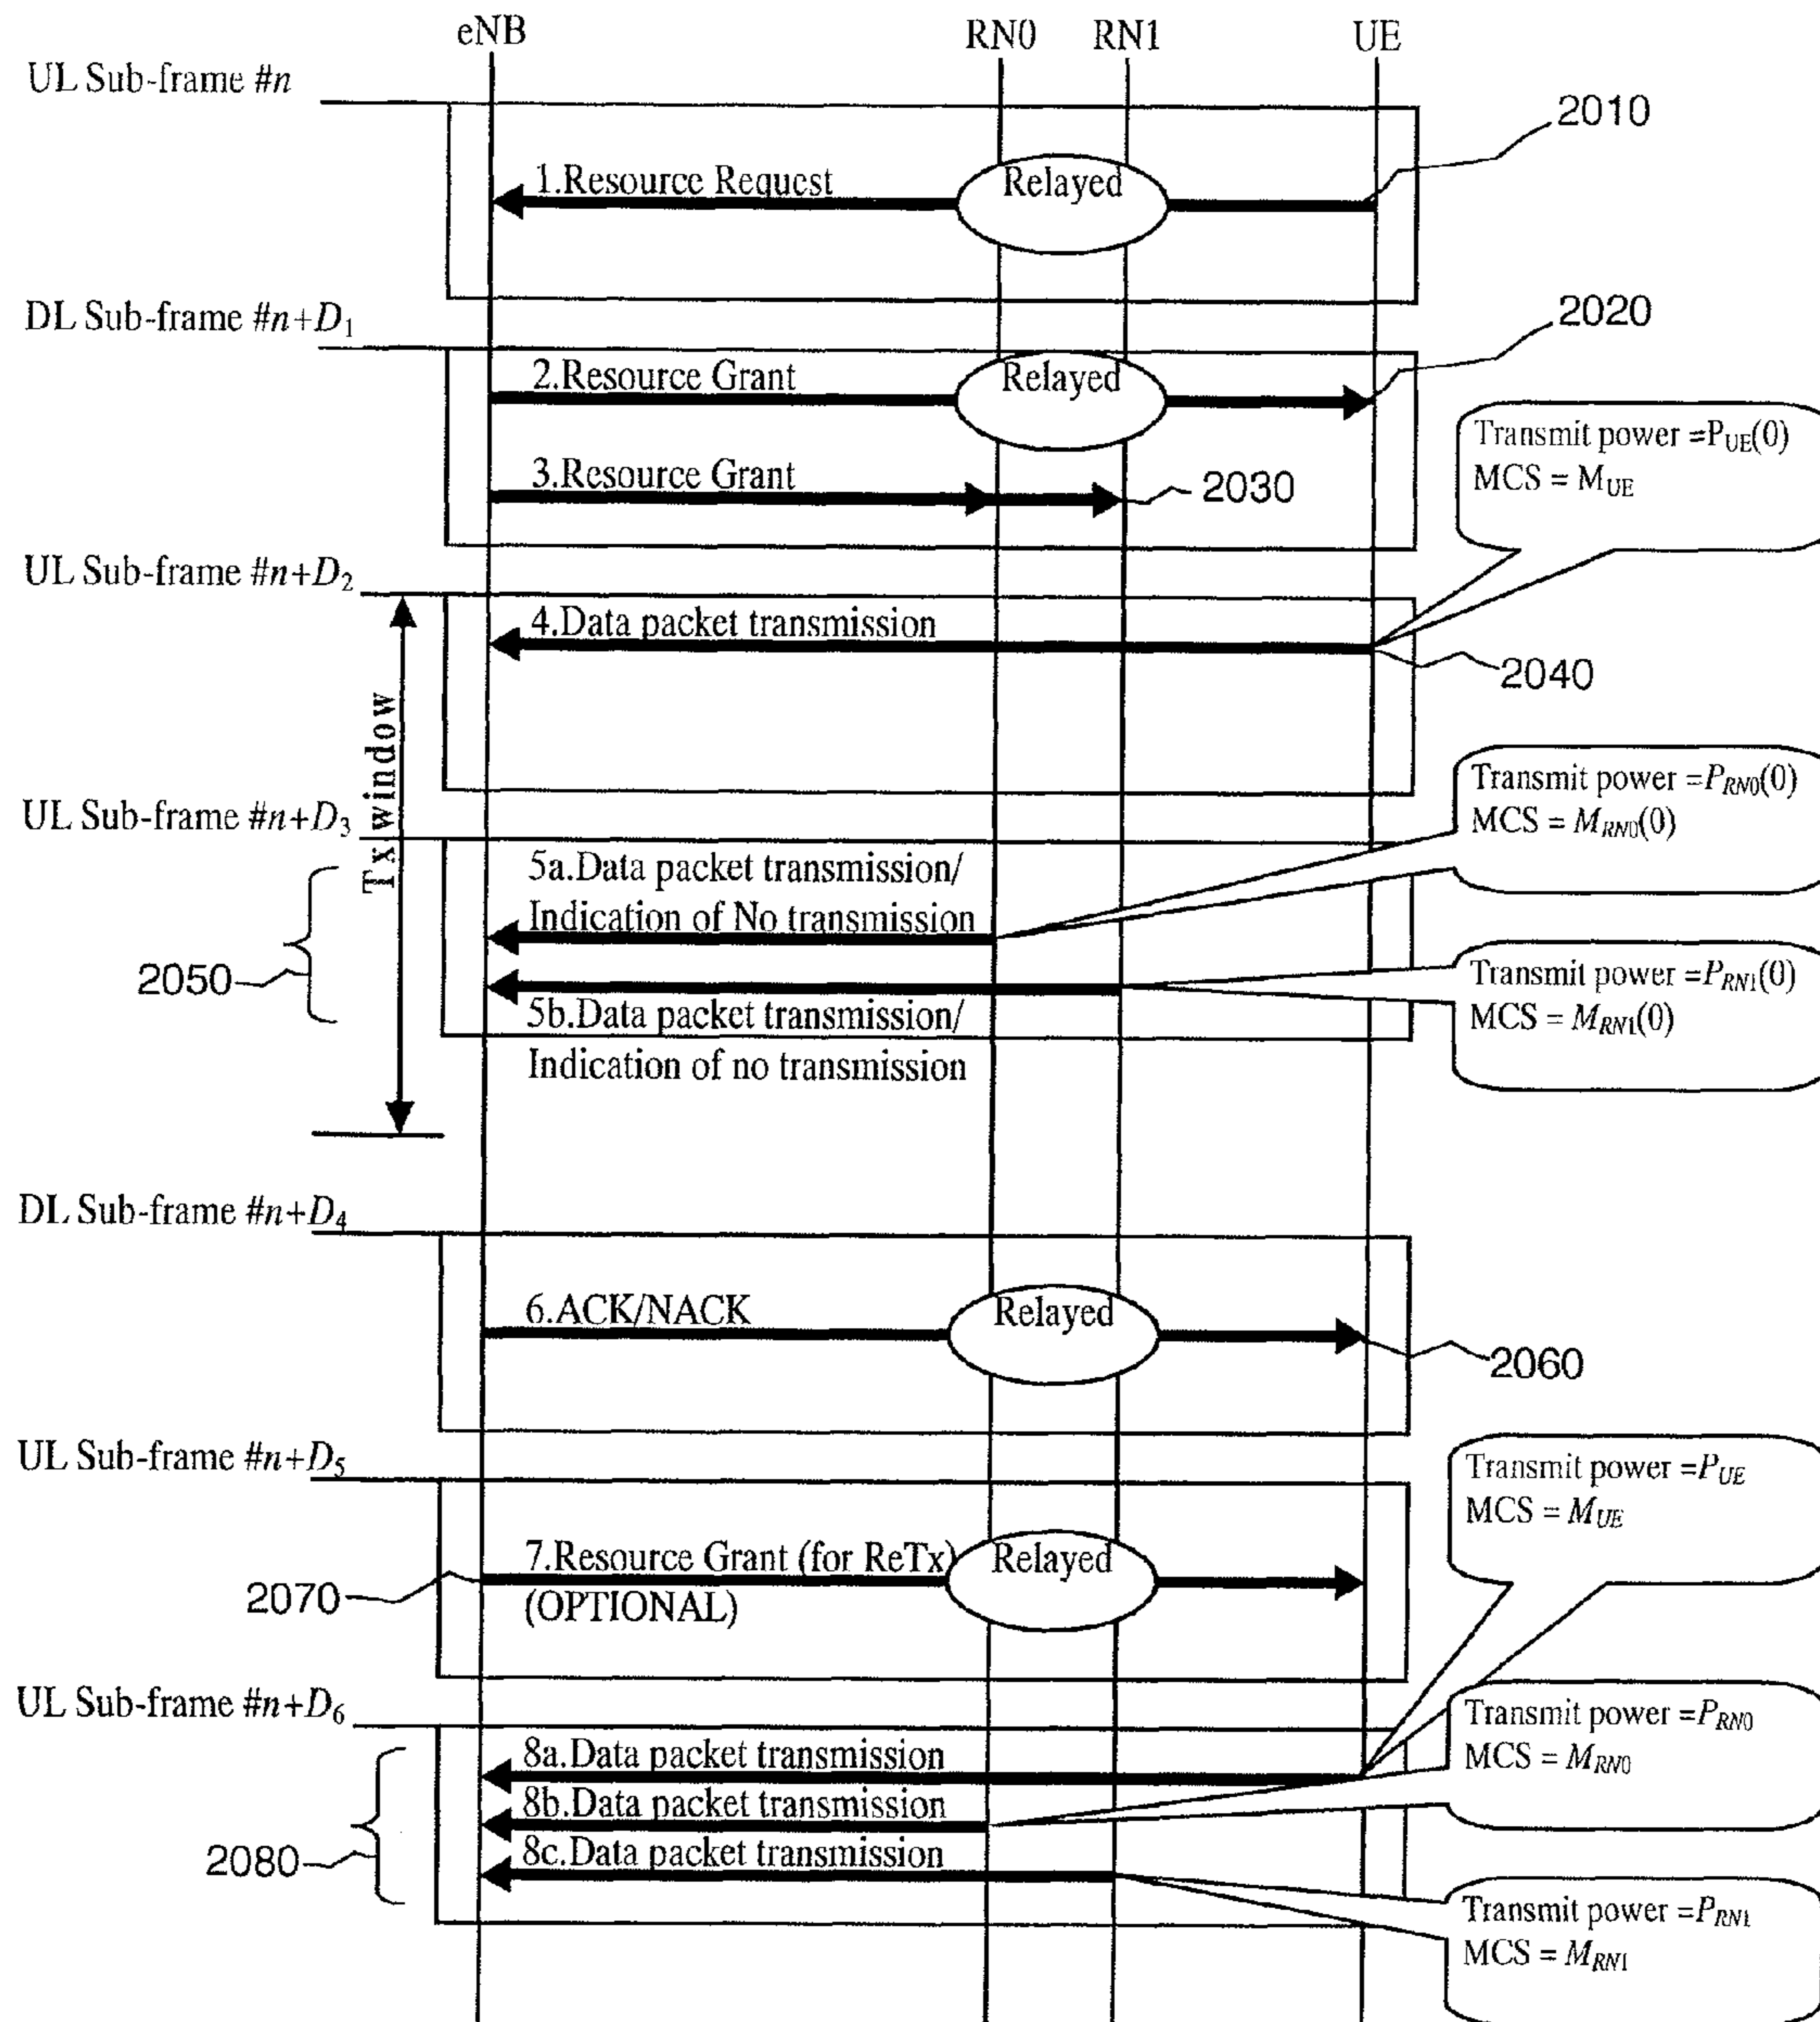 eNB RN0 RN1 UE
UL Sub-frame #n
2010
1.Resource Request
Relayed
DL Sub-frame #n+D1
2020
2.Resource Grant
Relayed
Transmit power =PUE(0)
MCS = MUE
3.Resource Grant
2030
UL Sub-frame #n+D2
4.Data packet transmission
2040
Tx window
Transmit power =PRN0(0)
MCS = MRN0(0)
UL Sub-frame #n+D3
5a.Data packet transmission/
Indication of No transmission
2050
Transmit power =PRN1(0)
MCS = MRN1(0)
5b.Data packet transmission/
Indication of no transmission
DL Sub-frame #n+D4
6.ACK/NACK
Relayed
2060
UL Sub-frame #n+D5
Transmit power =PUE
MCS = MUE
7.Resource Grant (for ReTx)
Relayed
(OPTIONAL)
2070
UL Sub-frame #n+D6
Transmit power =PRN0
MCS = MRN0
8a.Data packet transmission
8b.Data packet transmission
8c.Data packet transmission
2080
Transmit power =PRN1
MCS = MRN1